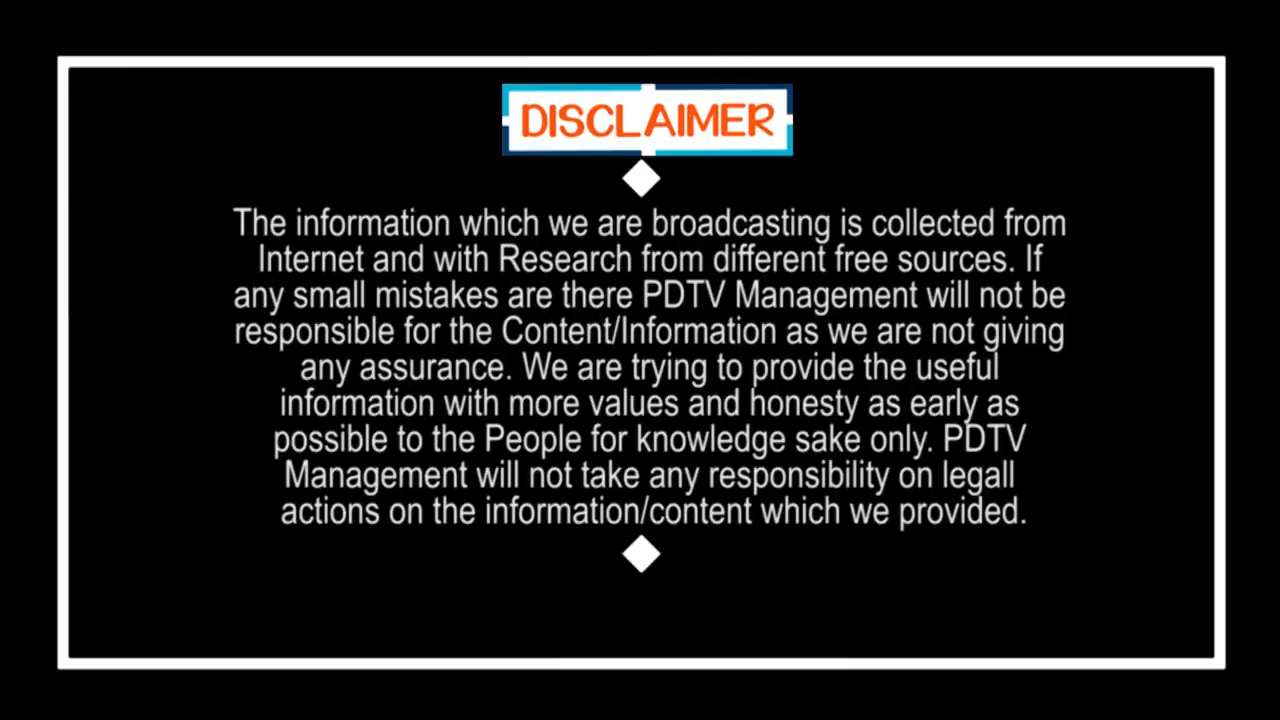 DISCLAIMER
The information which we are broadcasting is collected from
Internet and with Research from different free sources. If
any small mistakes are there PDTV Management will not be
responsible for the Content/Information as we are not giving
any assurance. We are trying to provide the useful
information with more values and honesty as early as
possible to the People for knowledge sake only. PDTV
Management will not take any responsibility on legall
actions on the information/content which we provided.